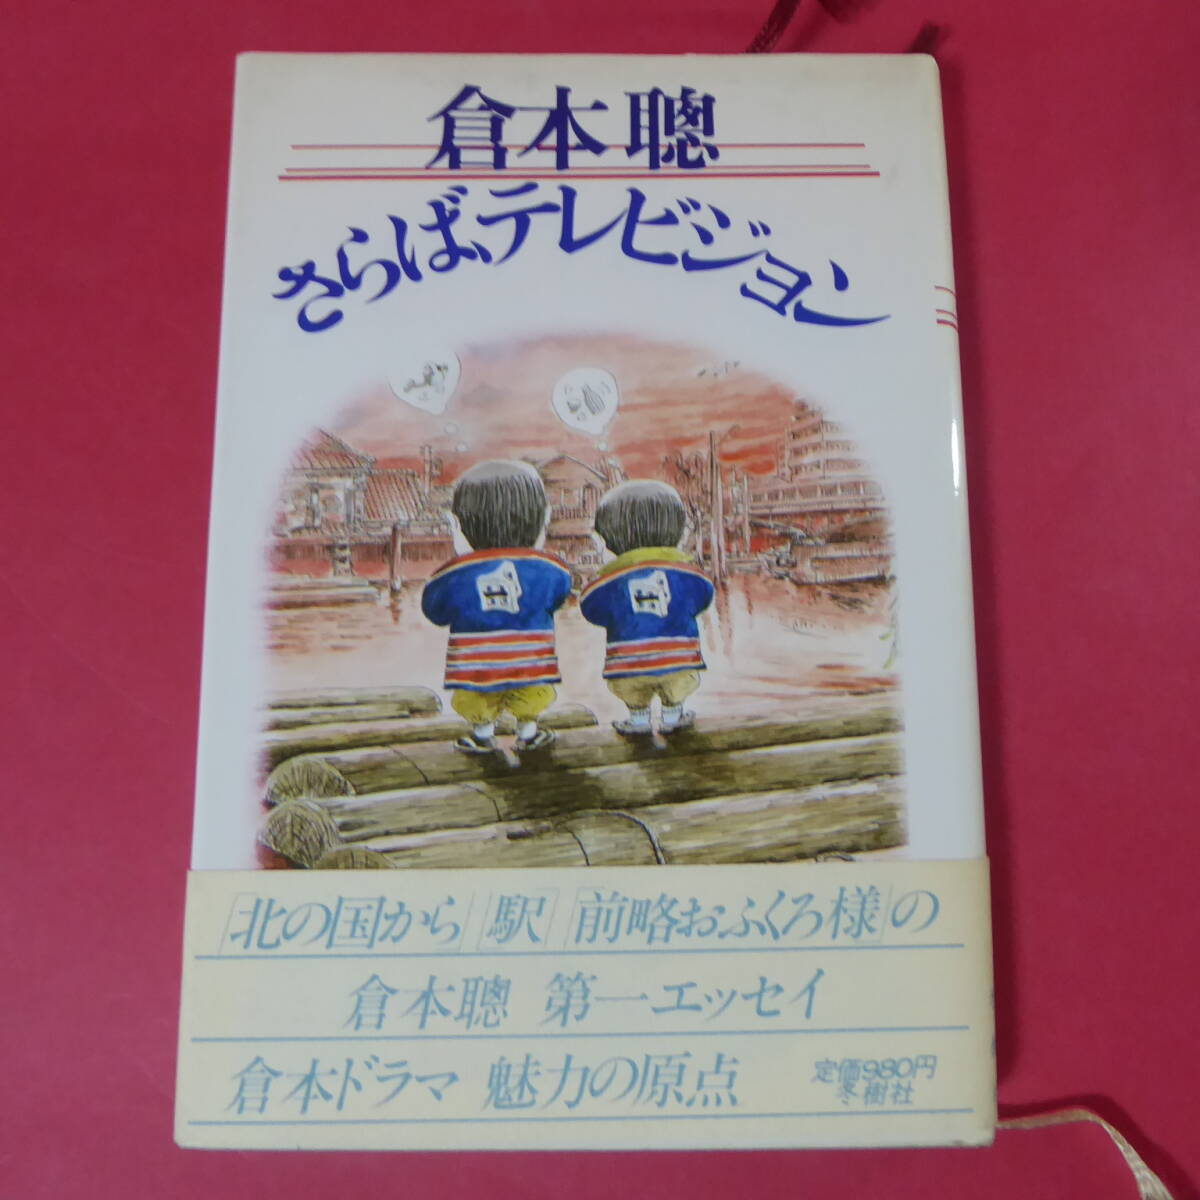 倉本 聰
さらば、テレビジョン
「北の国から」「駅」「前略おふくろ様」の
倉本聰 第一エッセイ
倉本ドラマ 魅力の原点
定価980円
冬樹社